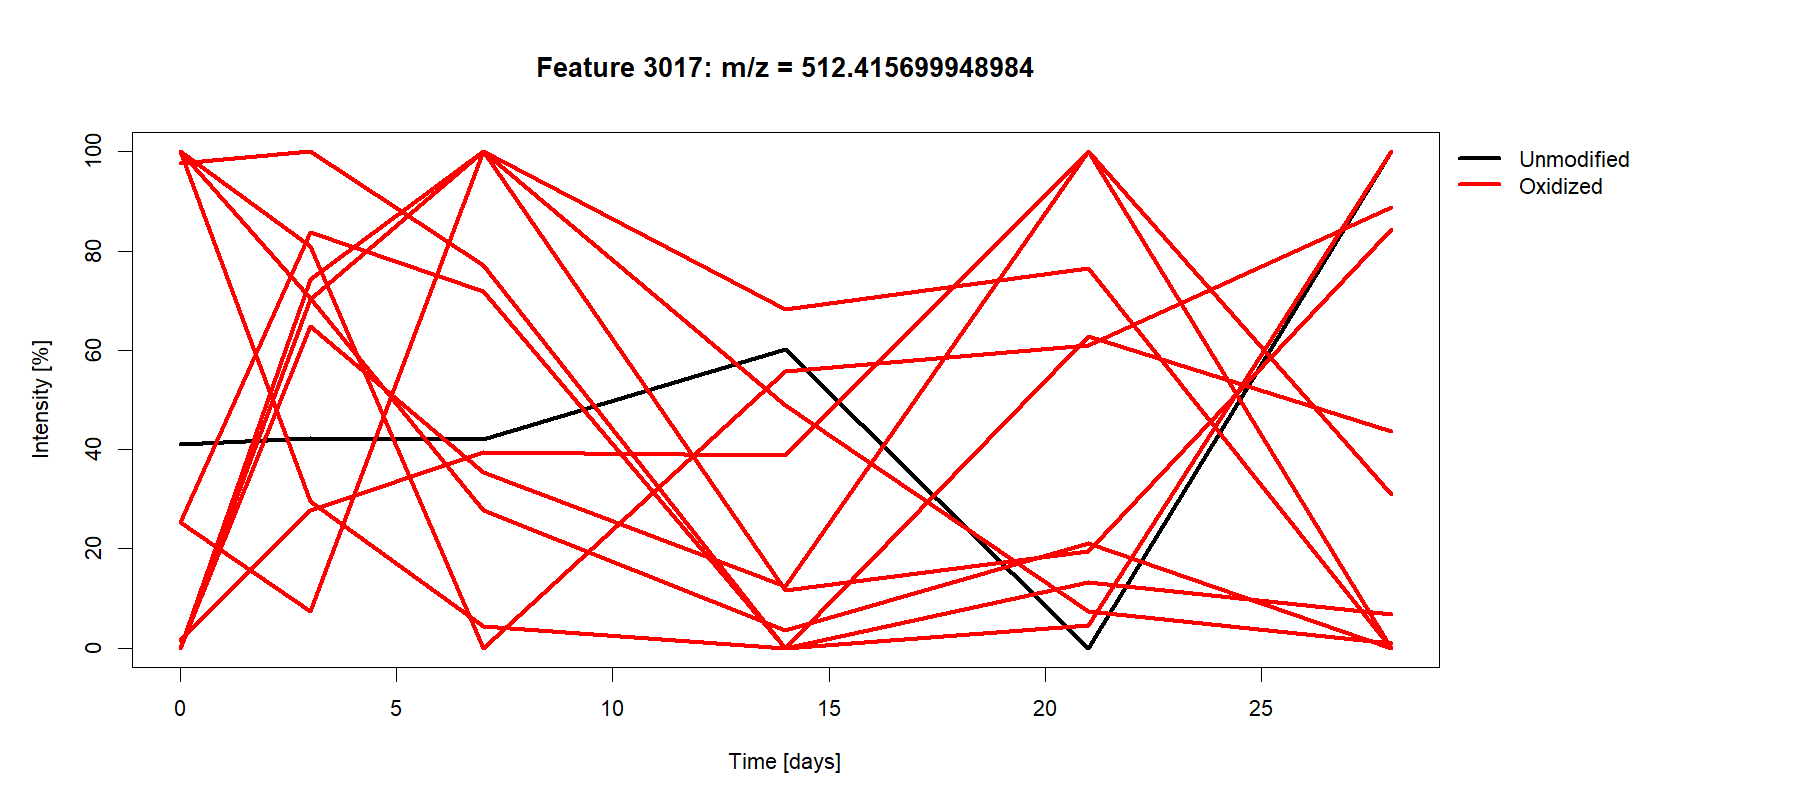 Feature 3017: m/z = 512.415699948984
Unmodified
Oxidized
Intensity [%]
100
80
60
40
20
0
0 5 10 15 20 25
Time [days]